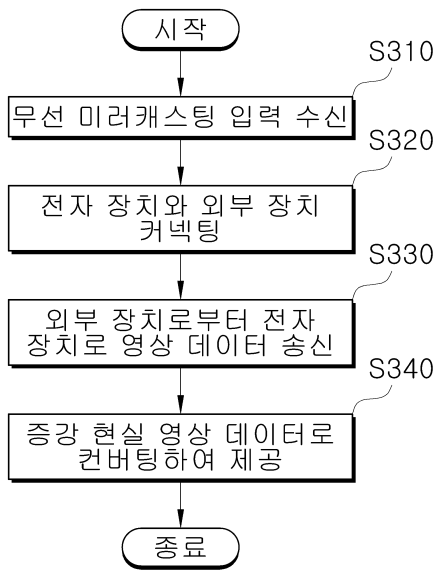 시작
S310
무선 미러캐스팅 입력 수신
S320
전자 장치와 외부 장치
커넥팅
S330
외부 장치로부터 전자
장치로 영상 데이터 송신
S340
증강 현실 영상 데이터로
컨버팅하여 제공
종료